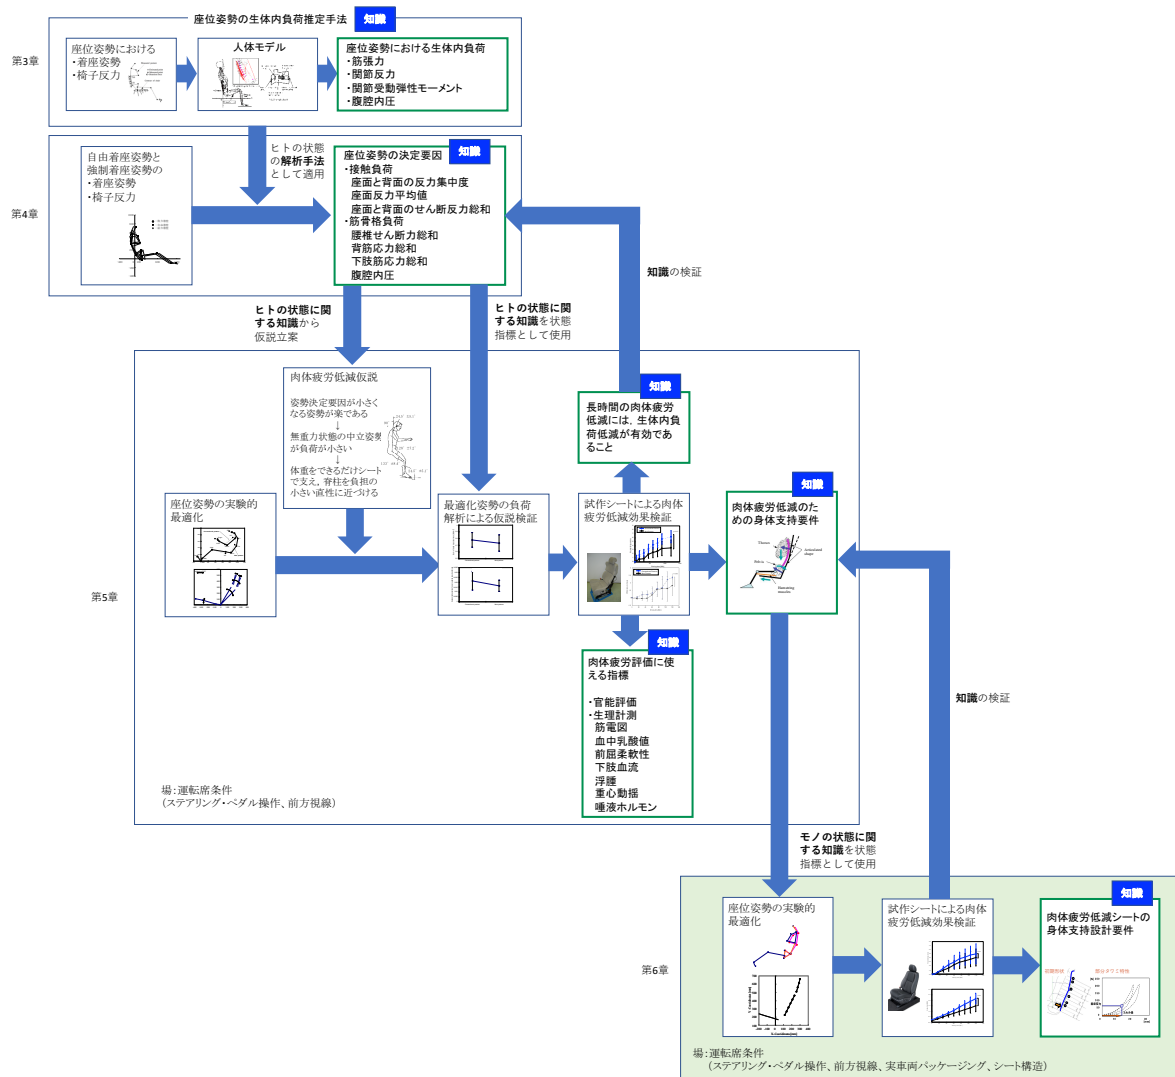 座位姿勢の生体内負荷推定手法
知識
第3章
座位姿勢における
・着座姿勢
・椅子反力
人体モデル
座位姿勢における生体内負荷
・筋張力
・関節反力
・関節受動弾性モーメント
・腹腔内圧
ヒトの状態
の解析手法
として適用
第4章
自由着座姿勢と
強制着座姿勢の
・着座姿勢
・椅子反力
知識
座位姿勢の決定要因
・接触負荷
座面と背面の反力集中度
座面反力平均値
座面と背面のせん断反力総和
・筋骨格負荷
腰椎せん断力総和
背筋応力総和
下肢筋応力総和
腹腔内圧
知識の検証
ヒトの状態に関
する知識から
仮説立案
ヒトの状態に関
する知識を状態
指標として使用
第5章
肉体疲労低減仮説
姿勢決定要因が小さく
なる姿勢が楽である
↓
無重力状態の中立姿勢
が負荷が小さい
↓
体重をできるだけシート
で支え，脊柱を負担の
小さい直性に近づける
知識
長時間の肉体疲労
低減には，生体内負
荷低減が有効であ
ること
座位姿勢の実験的
最適化
最適化姿勢の負荷
解析による仮説検証
試作シートによる肉体
疲労低減効果検証
知識
肉体疲労低減のた
めの身体支持要件
Thorax
Pelvis
知識
肉体疲労評価に使
える指標
・官能評価
・生理計測
筋電図
血中乳酸値
前屈柔軟性
下肢血流
浮腫
重心動揺
唾液ホルモン
知識の検証
場：運転席条件
（ステアリング・ペダル操作、前方視線）
モノの状態に関
する知識を状態
指標として使用
第6章
座位姿勢の実験的
最適化
試作シートによる肉体
疲労低減効果検証
知識
肉体疲労低減シートの
身体支持設計要件
場：運転席条件
（ステアリング・ペダル操作、前方視線、実車両パッケージング、シート構造）